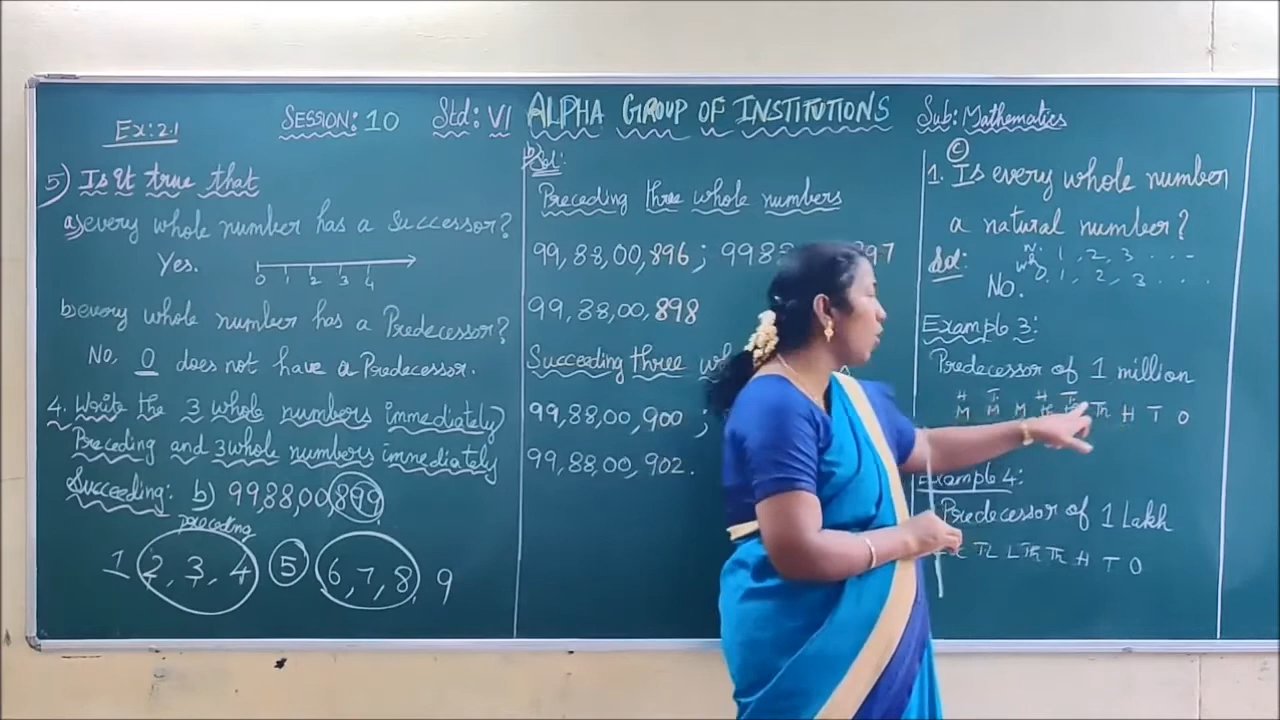 SESSION: 10 Std: VI ALPHA GROUP OF INSTITUTIONS Sub: Mathematics
Ex: 2.1
5) Is it true that
a) every whole number has a Successor?
Yes.
0 1 2 3 4
b) every whole number has a Predecessor?
No, 0 does not have a Predecessor.
4. Write the 3 whole numbers immediately
Preceding and 3 whole numbers immediately
Succeeding: b) 99,88,00,899
preceding
1 2, 3, 4 5 6, 7, 8, 9
b) Sol:
Preceding three whole numbers
99,88,00,896 ; 9988 897
99,88,00,898
Succeeding three
99,88,00,900 ;
99,88,00,902.
C
1. Is every whole number
a natural number?
Sol: N. 1, 2, 3 ...
W. 0. 1, 2, 3 ....
No.
Example 3:
Predecessor of 1 million
H T H T
M M M Th H T O
Example 4:
Predecessor of 1 Lakh
TL L TTh Th H T O